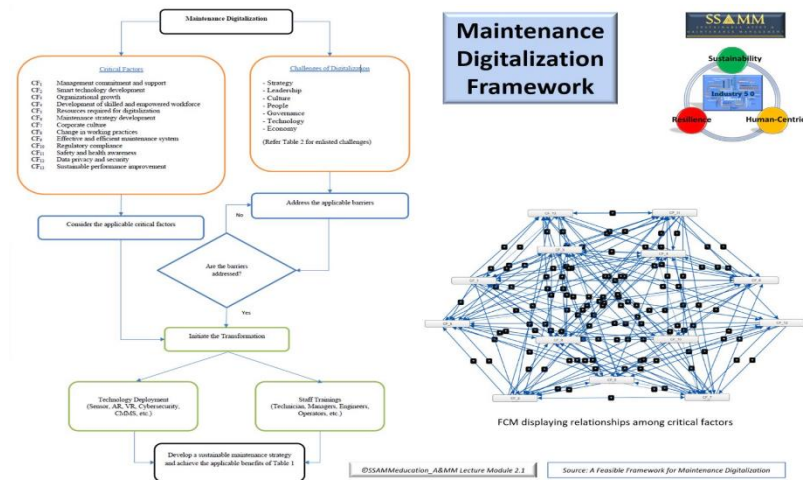 Maintenance Digitalization
Critical Factors
CF1 Management commitment and support
CF2 Smart technology development
CF3 Organizational growth
CF4 Development of skilled and empowered workforce
CF5 Resources required for digitalization
CF6 Maintenance strategy development
CF7 Corporate culture
CF8 Change in working practices
CF9 Effective and efficient maintenance system
CF10 Regulatory compliance
CF11 Safety and health awareness
CF12 Data privacy and security
CF13 Sustainable performance improvement
Challenges of Digitalization
- Strategy
- Leadership
- Culture
- People
- Governance
- Technology
- Economy
(Refer Table 2 for enlisted challenges)
Consider the applicable critical factors
Address the applicable barriers
No
Are the
barriers
addressed?
Yes
Initiate the Transformation
Technology Deployment
(Sensor, AR, VR, Cybersecurity,
CMMS, etc.)
Staff Trainings
(Technician, Managers, Engineers,
Operators, etc.)
Develop a sustainable maintenance strategy
and achieve the applicable benefits of Table 1
Maintenance
Digitalization
Framework
SSAMM
Sustainability
Industry 5.0
Resilience
Human-Centric
FCM displaying relationships among critical factors
©SSAMMeducation_A&MM Lecture Module 2.1
Source: A Feasible Framework for Maintenance Digitalization